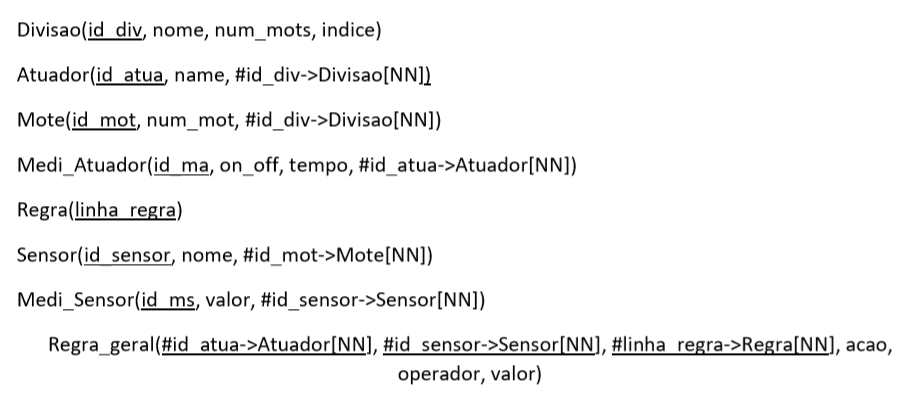 Divisao(id_div, nome, num_mots, indice)
Atuador(id_atua, name, #id_div->Divisao[NN])
Mote(id_mot, num_mot, #id_div->Divisao[NN])
Medi_Atuador(id_ma, on_off, tempo, #id_atua->Atuador[NN])
Regra(linha_regra)
Sensor(id_sensor, nome, #id_mot->Mote[NN])
Medi_Sensor(id_ms, valor, #id_sensor->Sensor[NN])
Regra_geral(#id_atua->Atuador[NN], #id_sensor->Sensor[NN], #linha_regra->Regra[NN], acao,
operador, valor)